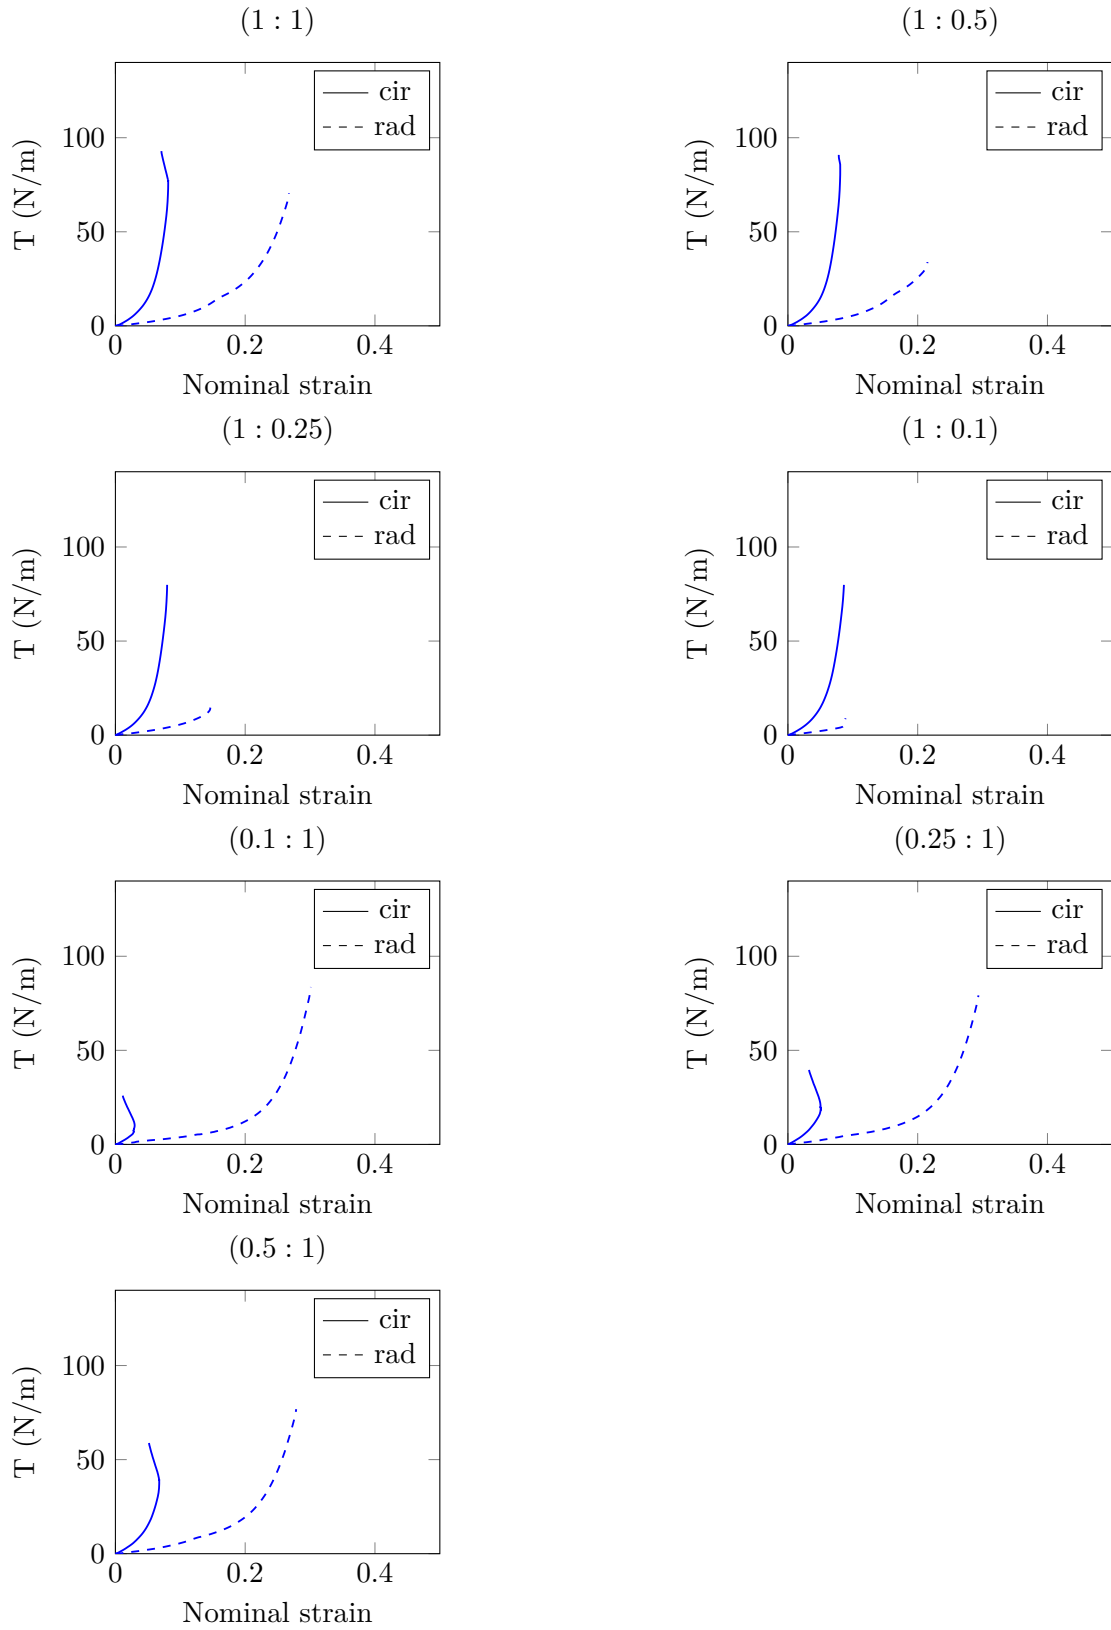 (1 : 1)
cir
rad
T (N/m)
100
50
0
0 0.2 0.4
Nominal strain
(1 : 0.5)
cir
rad
T (N/m)
100
50
0
0 0.2 0.4
Nominal strain
(1 : 0.25)
cir
rad
T (N/m)
100
50
0
0 0.2 0.4
Nominal strain
(1 : 0.1)
cir
rad
T (N/m)
100
50
0
0 0.2 0.4
Nominal strain
(0.1 : 1)
cir
rad
T (N/m)
100
50
0
0 0.2 0.4
Nominal strain
(0.25 : 1)
cir
rad
T (N/m)
100
50
0
0 0.2 0.4
Nominal strain
(0.5 : 1)
cir
rad
T (N/m)
100
50
0
0 0.2 0.4
Nominal strain